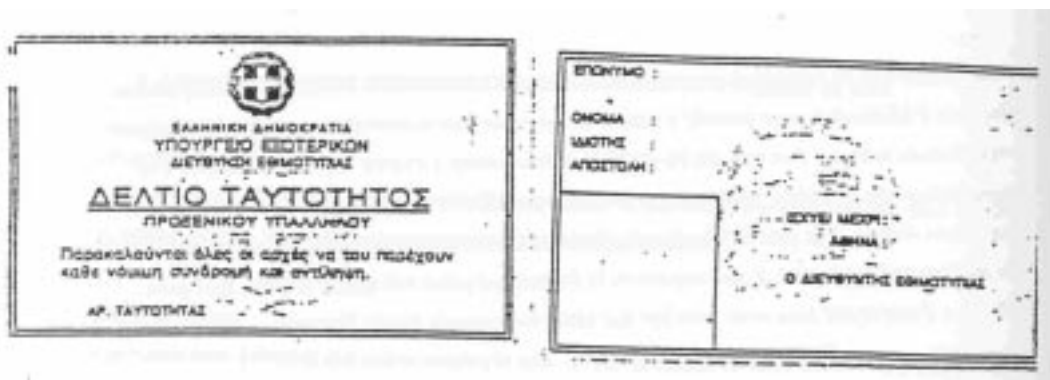 ΕΛΛΗΝΙΚΗ ΔΗΜΟΚΡΑΤΙΑ
ΥΠΟΥΡΓΕΙΟ ΕΞΩΤΕΡΙΚΩΝ
ΔΙΕΥΘΥΝΣΗ ΕΘΙΜΟΤΥΠΙΑΣ
ΔΕΛΤΙΟ ΤΑΥΤΟΤΗΤΟΣ
ΠΡΟΞΕΝΙΚΟΥ ΥΠΑΛΛΗΛΟΥ
Παρακαλούνται όλες οι αρχές να του παρέχουν
κάθε νόμιμη συνδρομή και αντίληψη.
ΑΡ. ΤΑΥΤΟΤΗΤΑΣ
ΕΠΩΝΥΜΟ :
ΟΝΟΜΑ :
ΙΔΙΟΤΗΣ :
ΑΠΟΣΤΟΛΗ :
ΙΣΧΥΕΙ ΜΕΧΡΙ :
ΑΘΗΝΑ :
Ο ΔΙΕΥΘΥΝΤΗΣ ΕΘΙΜΟΤΥΠΙΑΣ